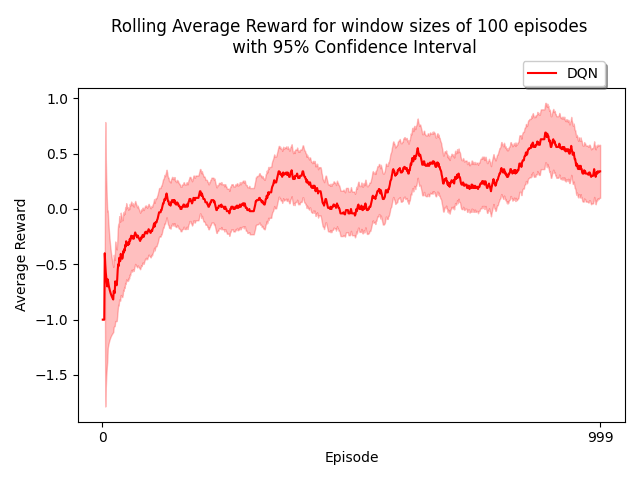 Rolling Average Reward for window sizes of 100 episodes
with 95% Confidence Interval
DQN
1.0
0.5
0.0
−0.5
−1.0
−1.5
Average Reward
0
999
Episode